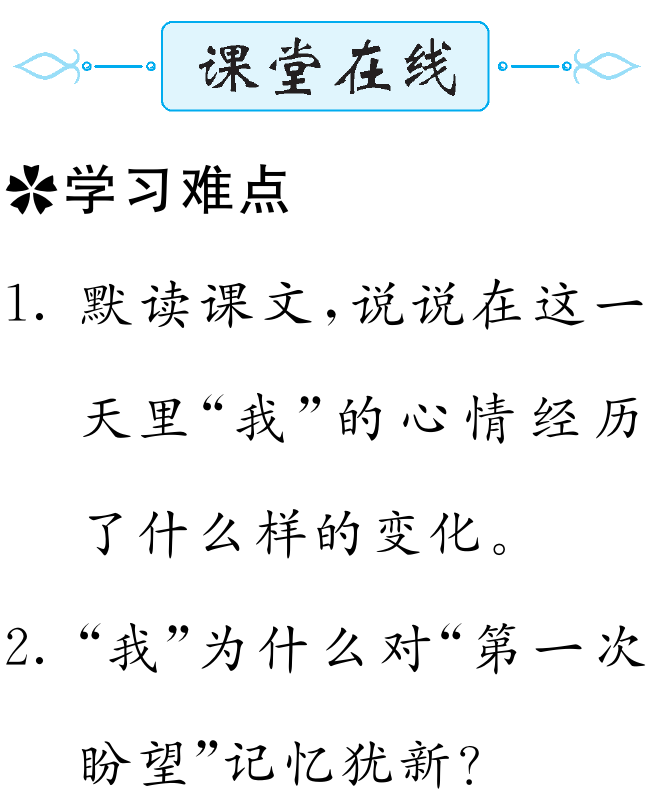 课堂在线
学习难点
1. 默读课文,说说在这一
天里“我”的心情经历
了什么样的变化。
2. “我”为什么对“第一次
盼望”记忆犹新?